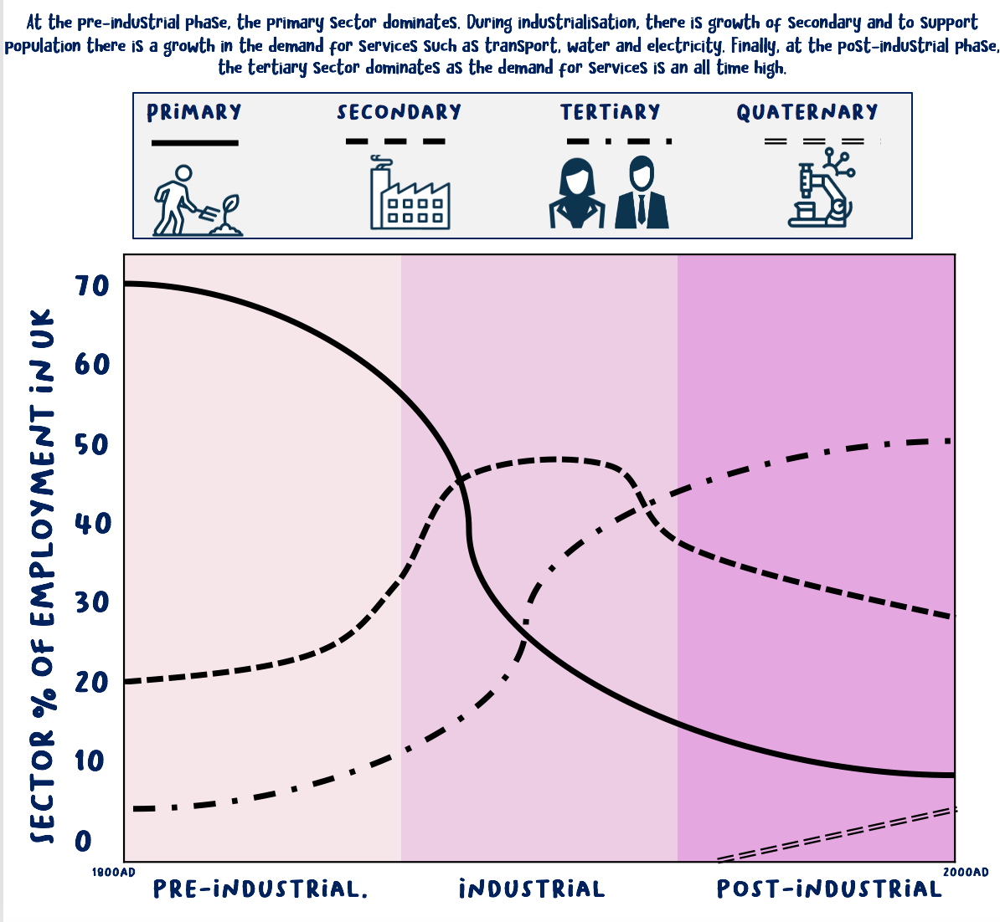 At the pre-industrial phase, the primary sector dominates. During industrialisation, there is growth of secondary and to support
population there is a growth in the demand for services such as transport, water and electricity. Finally, at the post-industrial phase,
the tertiary sector dominates as the demand for services is an all time high.
PRIMARY SECONDARY TERTIARY QUATERNARY
SECTOR % OF EMPLOYMENT IN UK
70
60
50
40
30
20
10
0
1800AD 2000AD
PRE-INDUSTRIAL. INDUSTRIAL POST-INDUSTRIAL